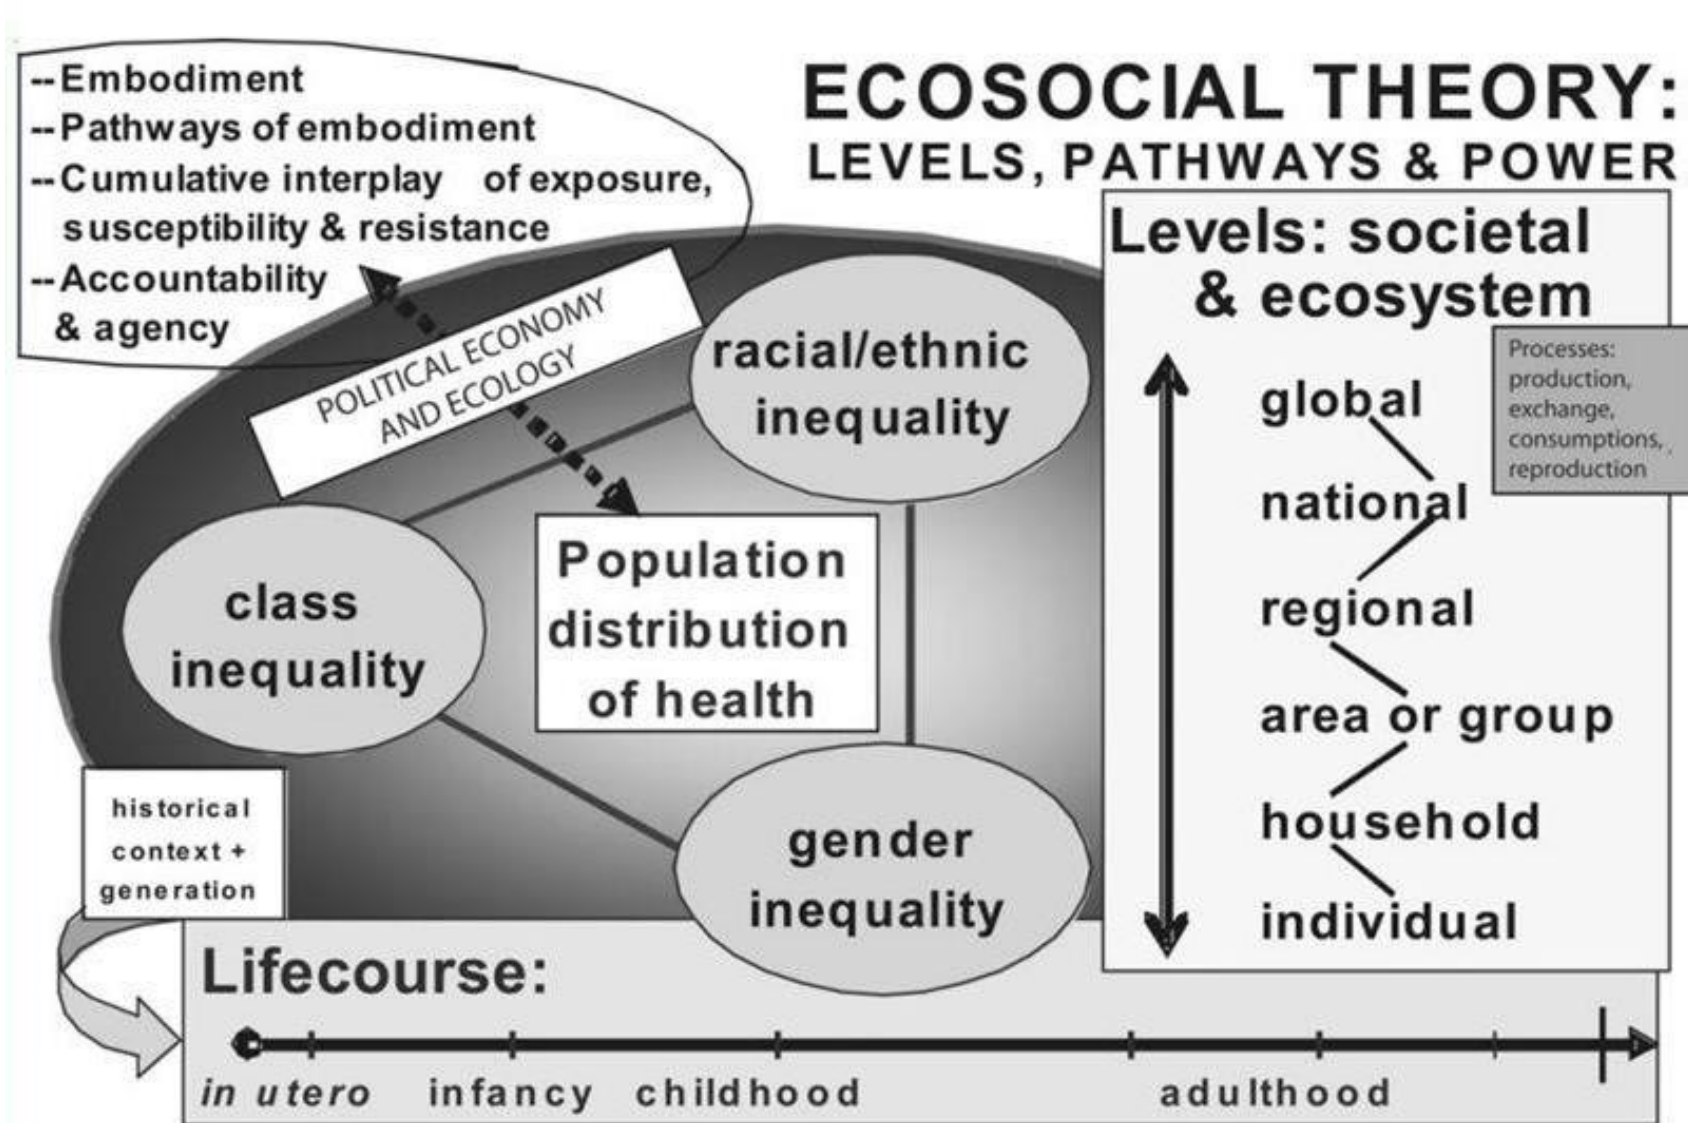 ECOSOCIAL THEORY:
LEVELS, PATHWAYS & POWER
--Embodiment
--Pathways of embodiment
--Cumulative interplay of exposure,
susceptibility & resistance
--Accountability
& agency
POLITICAL ECONOMY
AND ECOLOGY
racial/ethnic
inequality
class
inequality
Population
distribution
of health
gender
inequality
Levels: societal
& ecosystem
Processes:
production,
exchange,
consumptions,
reproduction
global
national
regional
area or group
household
individual
historical
context +
generation
Lifecourse:
in utero infancy childhood adulthood